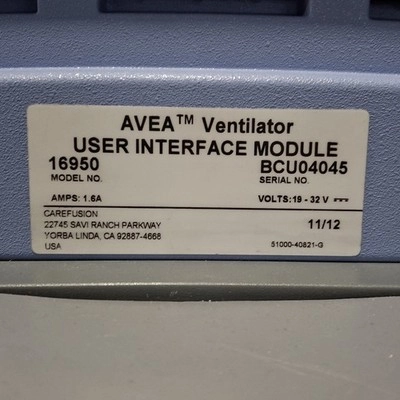 AVEA™ Ventilator
USER INTERFACE MODULE
16950 BCU04045
MODEL NO. SERIAL NO.
AMPS: 1.6A VOLTS: 19 - 32 V ⎓
CAREFUSION
22745 SAVI RANCH PARKWAY 11/12
YORBA LINDA, CA 92887-4668
USA 51000-40821-G